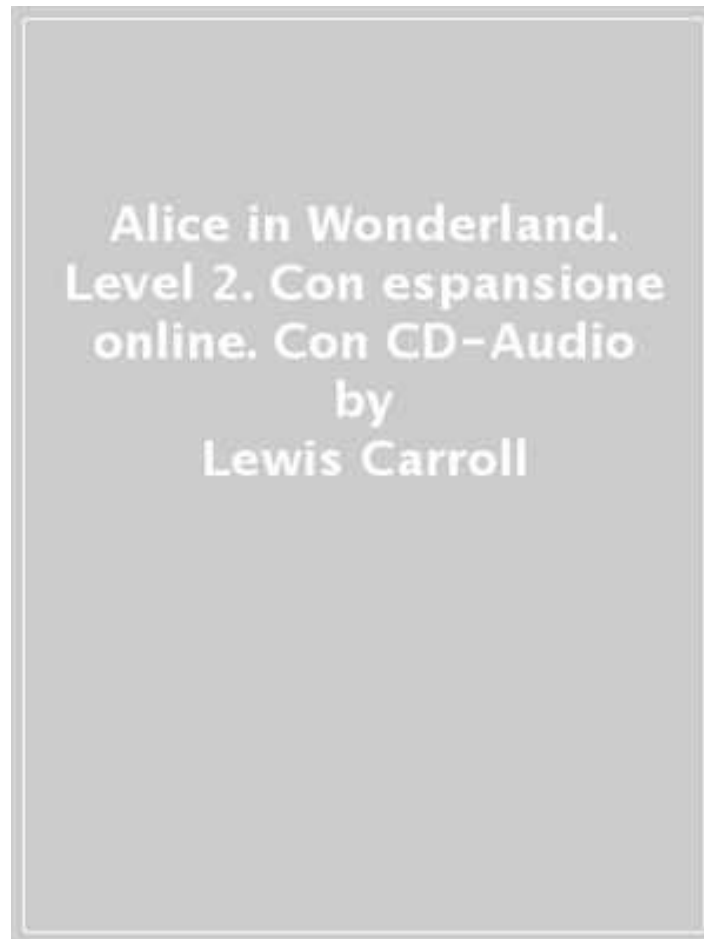 Alice in Wonderland.
Level 2. Con espansione
online. Con CD-Audio
by
Lewis Carroll